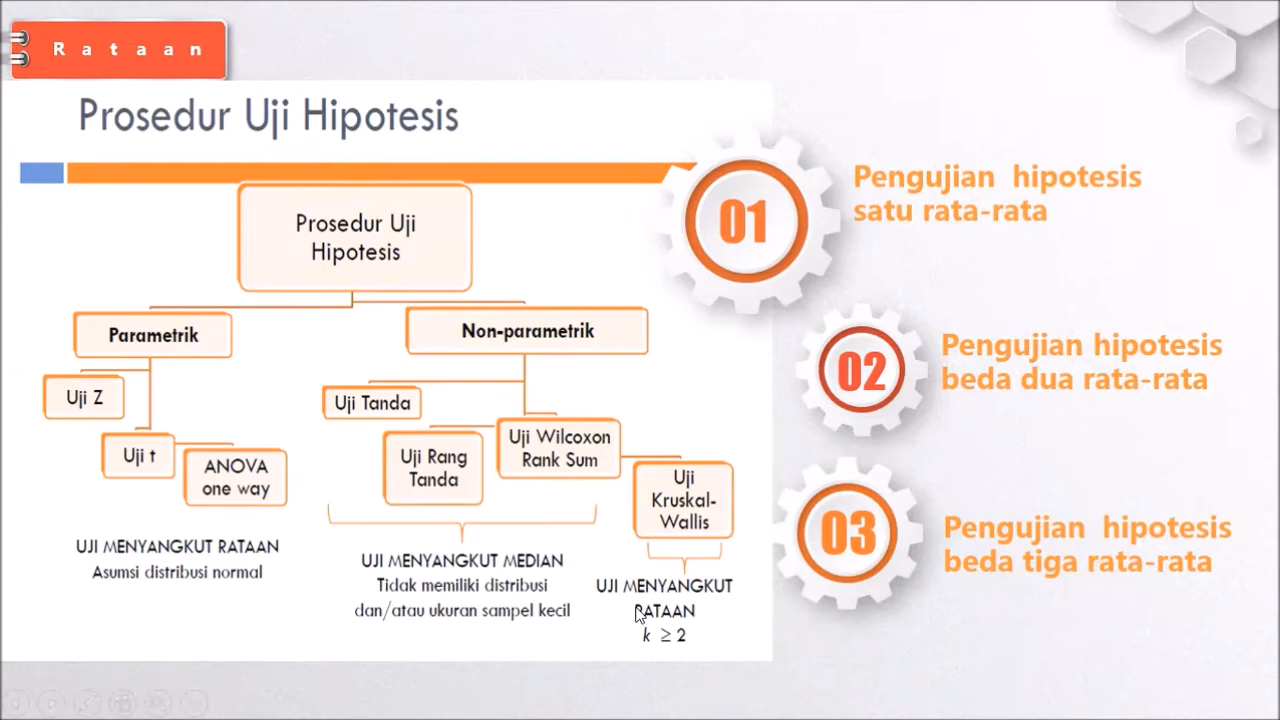 R a t a a n
Prosedur Uji Hipotesis
Prosedur Uji
Hipotesis
Parametrik
Uji Z
Uji t
ANOVA
one way
UJI MENYANGKUT RATAAN
Asumsi distribusi normal
Non-parametrik
Uji Tanda
Uji Rang
Tanda
Uji Wilcoxon
Rank Sum
Uji
Kruskal-
Wallis
UJI MENYANGKUT MEDIAN
Tidak memiliki distribusi
dan/atau ukuran sampel kecil
UJI MENYANGKUT
RATAAN
k ≥ 2
01
Pengujian hipotesis
satu rata-rata
02
Pengujian hipotesis
beda dua rata-rata
03
Pengujian hipotesis
beda tiga rata-rata